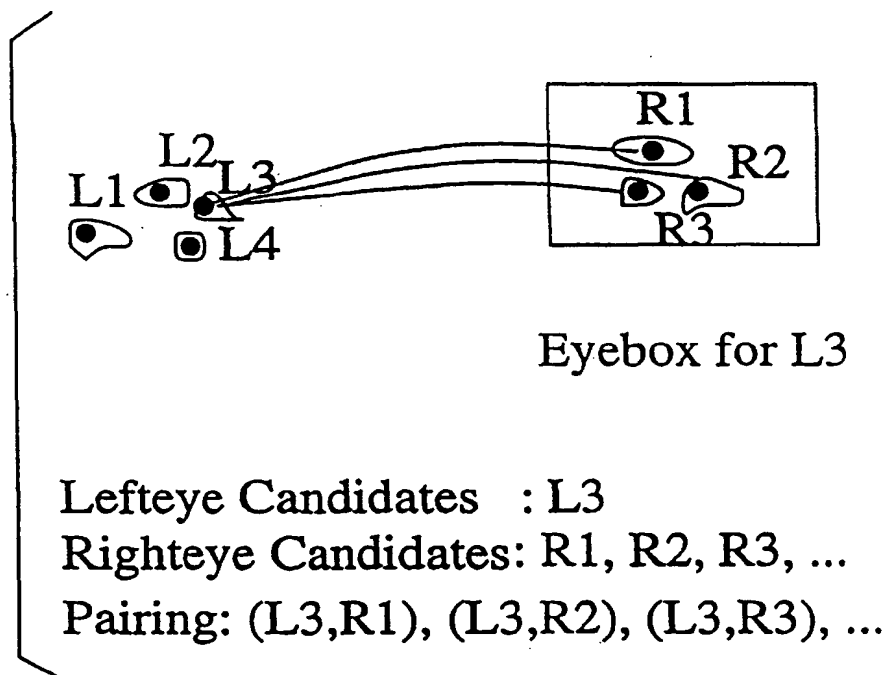 R1
L2
R2
L3
L1
R3
L4
Eyebox for L3
Lefteye Candidates : L3
Righteye Candidates: R1, R2, R3, ...
Pairing: (L3,R1), (L3,R2), (L3,R3), ...